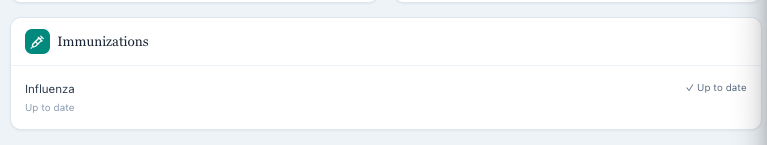 Immunizations
Influenza
✓ Up to date
Up to date